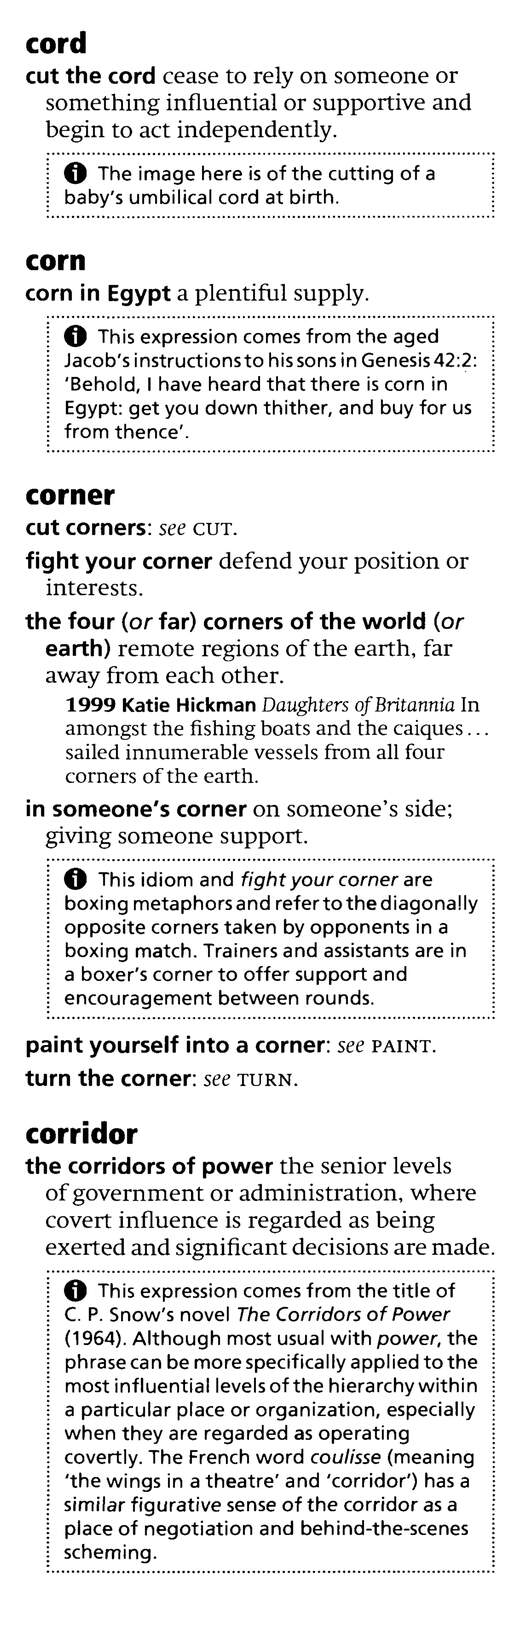 cord
cut the cord cease to rely on someone or
something influential or supportive and
begin to act independently.
The image here is of the cutting of a
baby's umbilical cord at birth.
corn
corn in Egypt a plentiful supply.
This expression comes from the aged
Jacob's instructions to his sons in Genesis 42:2:
'Behold, I have heard that there is corn in
Egypt: get you down thither, and buy for us
from thence'.
corner
cut corners: see CUT.
fight your corner defend your position or
interests.
the four (or far) corners of the world (or
earth) remote regions of the earth, far
away from each other.
1999 Katie Hickman Daughters of Britannia In
amongst the fishing boats and the caiques...
sailed innumerable vessels from all four
corners of the earth.
in someone's corner on someone's side;
giving someone support.
This idiom and fight your corner are
boxing metaphors and refer to the diagonally
opposite corners taken by opponents in a
boxing match. Trainers and assistants are in
a boxer's corner to offer support and
encouragement between rounds.
paint yourself into a corner: see PAINT.
turn the corner: see TURN.
corridor
the corridors of power the senior levels
of government or administration, where
covert influence is regarded as being
exerted and significant decisions are made.
This expression comes from the title of
C. P. Snow's novel The Corridors of Power
(1964). Although most usual with power, the
phrase can be more specifically applied to the
most influential levels of the hierarchy within
a particular place or organization, especially
when they are regarded as operating
covertly. The French word coulisse (meaning
'the wings in a theatre' and 'corridor') has a
similar figurative sense of the corridor as a
place of negotiation and behind-the-scenes
scheming.